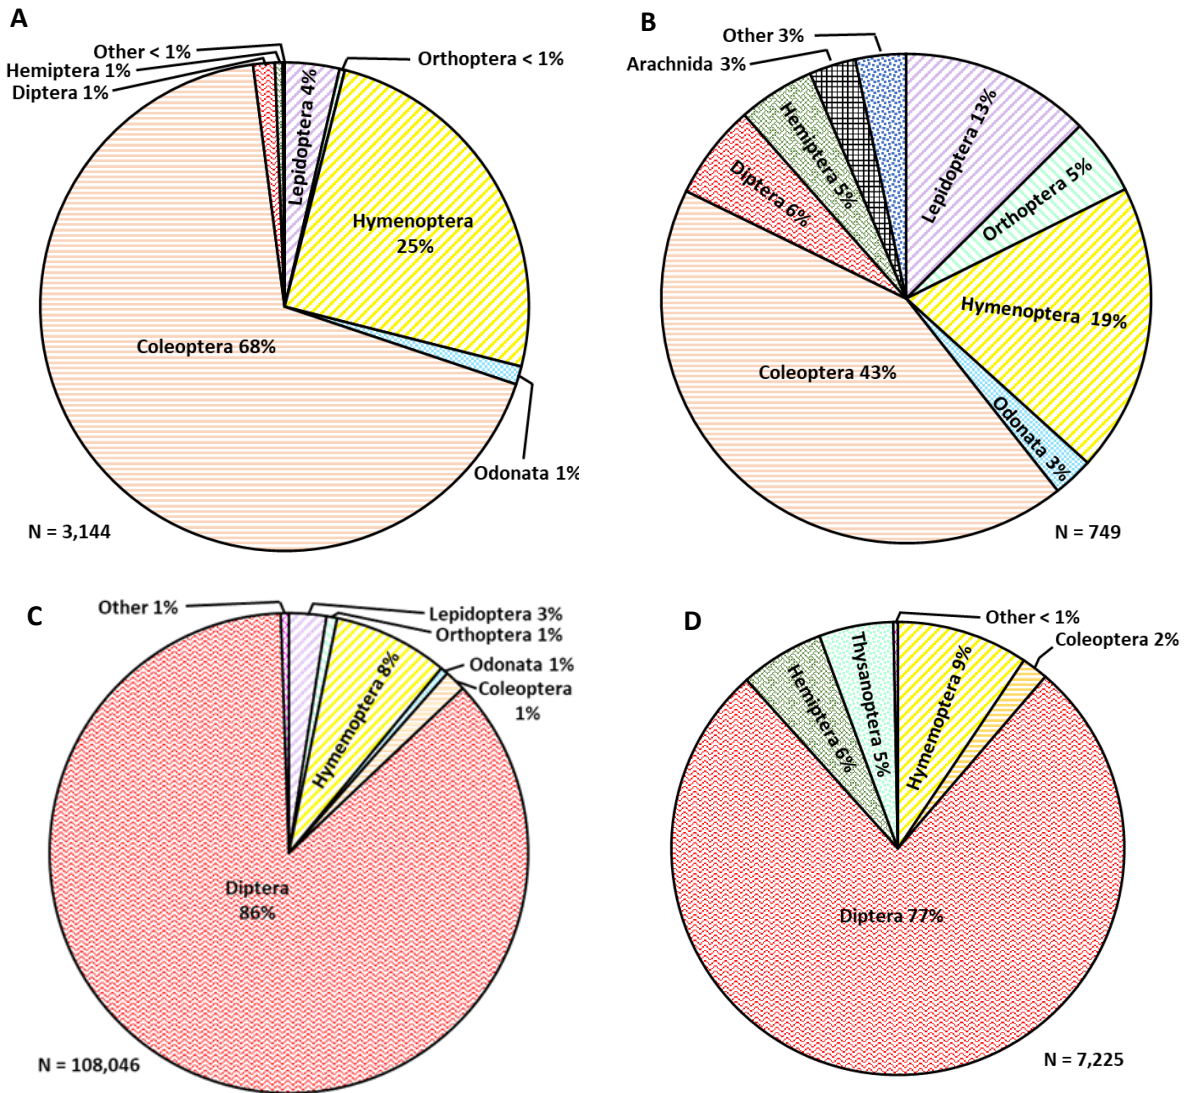 A
Other < 1%
Hemiptera 1%
Diptera 1%
Lepidoptera 4%
Orthoptera < 1%
Hymenoptera
25%
Coleoptera 68%
Odonata 1%
N = 3,144
B
Other 3%
Arachnida 3%
Lepidoptera 13%
Orthoptera 5%
Hemiptera 5%
Diptera 6%
Hymenoptera 19%
Coleoptera 43%
Odonata 3%
N = 749
C
Other 1%
Lepidoptera 3%
Orthoptera 1%
Hymemoptera 8%
Odonata 1%
Coleoptera
1%
Diptera
86%
N = 108,046
D
Other < 1%
Coleoptera 2%
Thysanoptera 5%
Hymemoptera 9%
Hemiptera 6%
Diptera 77%
N = 7,225